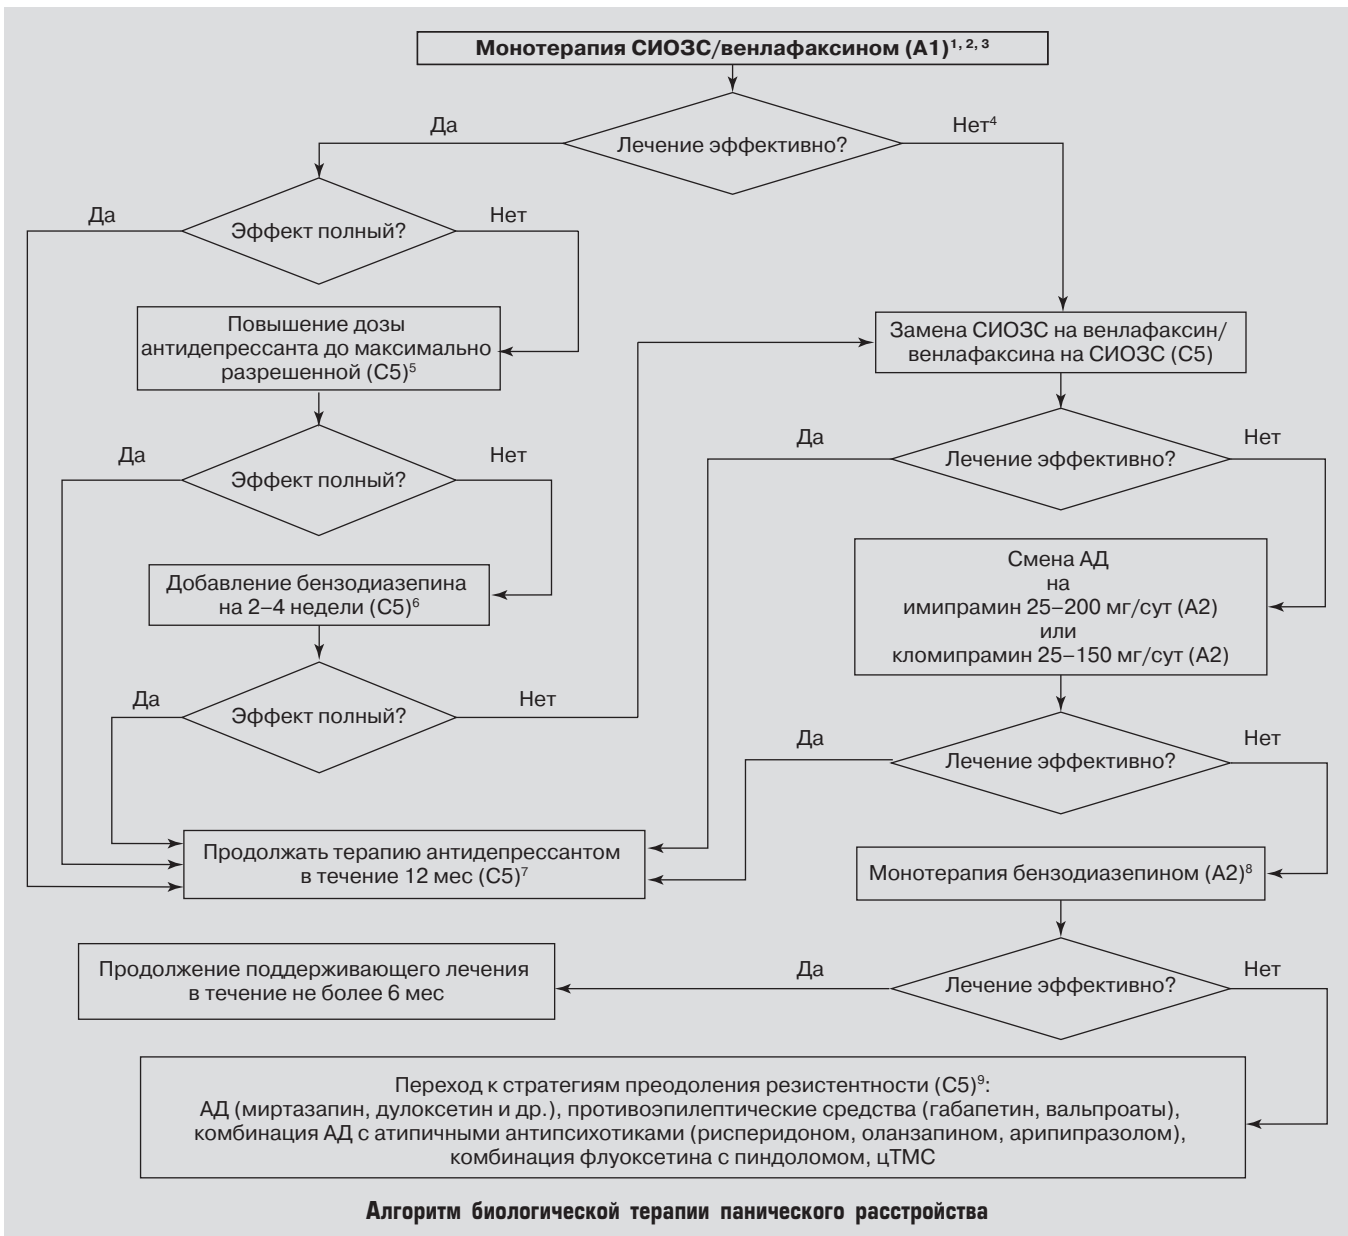 Монотерапия СИОЗС/венлафаксином (А1)1, 2, 3
Да
Нет4
Лечение эффективно?
Да
Эффект полный?
Нет
Повышение дозы
антидепрессанта до максимально
разрешенной (С5)5
Замена СИОЗС на венлафаксин/
венлафаксина на СИОЗС (С5)
Да
Эффект полный?
Нет
Да
Лечение эффективно?
Нет
Добавление бензодиазепина
на 2–4 недели (С5)6
Смена АД
на
имипрамин 25–200 мг/сут (А2)
или
кломипрамин 25–150 мг/сут (А2)
Да
Эффект полный?
Нет
Да
Лечение эффективно?
Нет
Продолжать терапию антидепрессантом
в течение 12 мес (С5)7
Монотерапия бензодиазепином (А2)8
Продолжение поддерживающего лечения
в течение не более 6 мес
Да
Лечение эффективно?
Нет
Переход к стратегиям преодоления резистентности (С5)9:
АД (миртазапин, дулоксетин и др.), противоэпилептические средства (габапетин, вальпроаты),
комбинация АД с атипичными антипсихотиками (рисперидоном, оланзапином, арипипразолом),
комбинация флуоксетина с пиндоломом, цТМС
Алгоритм биологической терапии панического расстройства